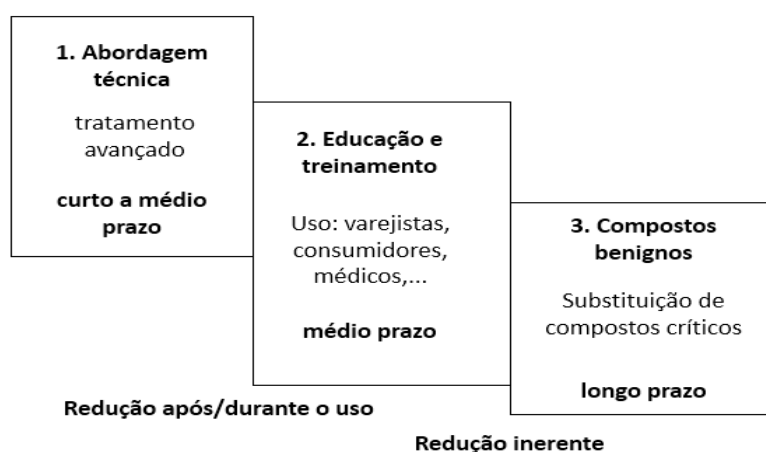 1. Abordagem
técnica
tratamento
avançado
curto a médio
prazo
2. Educação e
treinamento
Uso: varejistas,
consumidores,
médicos,...
médio prazo
3. Compostos
benignos
Substituição de
compostos críticos
longo prazo
Redução após/durante o uso
Redução inerente